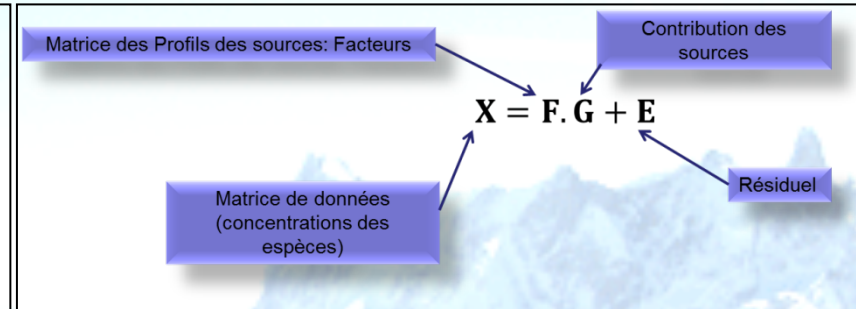 Matrice des Profils des sources: Facteurs
Contribution des
sources
X = F. G + E
Matrice de données
(concentrations des
espèces)
Résiduel